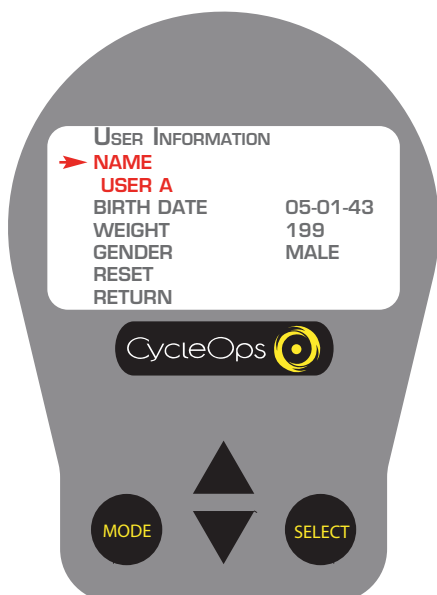 User Information
NAME
USER A
BIRTH DATE 05-01-43
WEIGHT 199
GENDER MALE
RESET
RETURN
CycleOps
MODE
SELECT